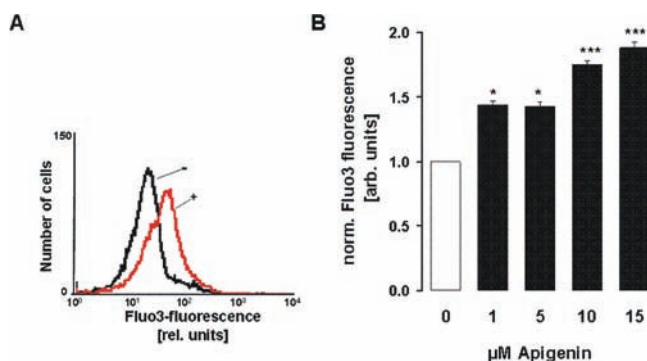 A
150
Number of cells
0
-
+
10⁰ 10¹ 10² 10³ 10⁴
Fluo3-fluorescence
[rel. units]
B
norm. Fluo3 fluorescence
[arb. units]
2.0
1.5
1.0
0.5
0.0
* * *** ***
0 1 5 10 15
µM Apigenin